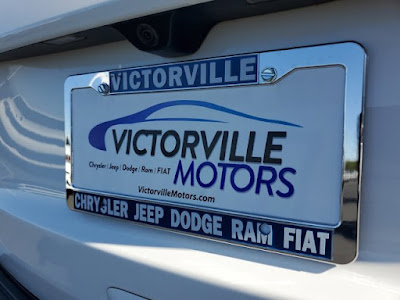 VICTORVILLE
VICTORVILLE
Chrysler | Jeep | Dodge | Ram | FIAT
MOTORS
VictorvilleMotors.com
CHRYSLER JEEP DODGE RAM FIAT